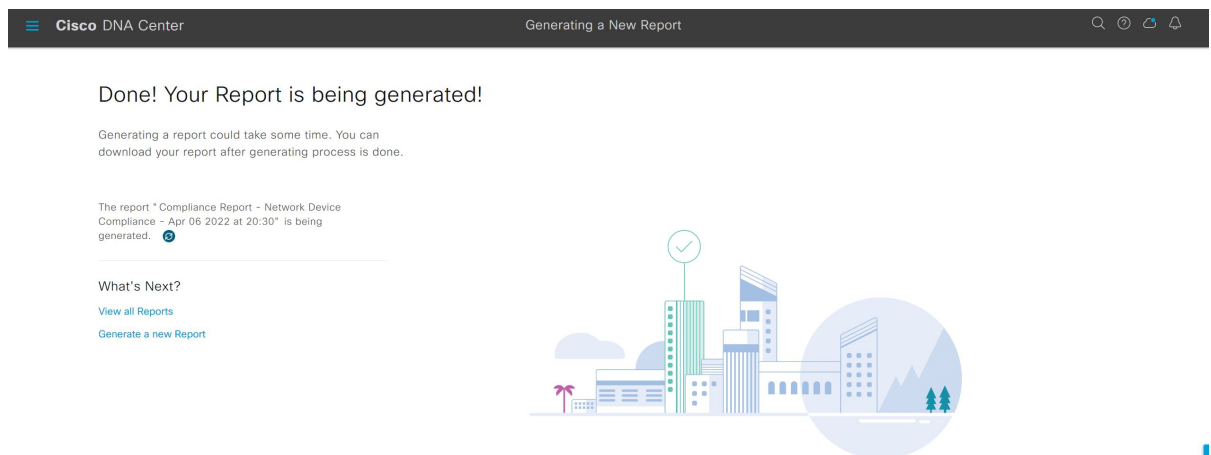 Cisco DNA Center
Generating a New Report
Done! Your Report is being generated!
Generating a report could take some time. You can
download your report after generating process is done.
The report "Compliance Report - Network Device
Compliance - Apr 06 2022 at 20:30" is being
generated.
What's Next?
View all Reports
Generate a new Report